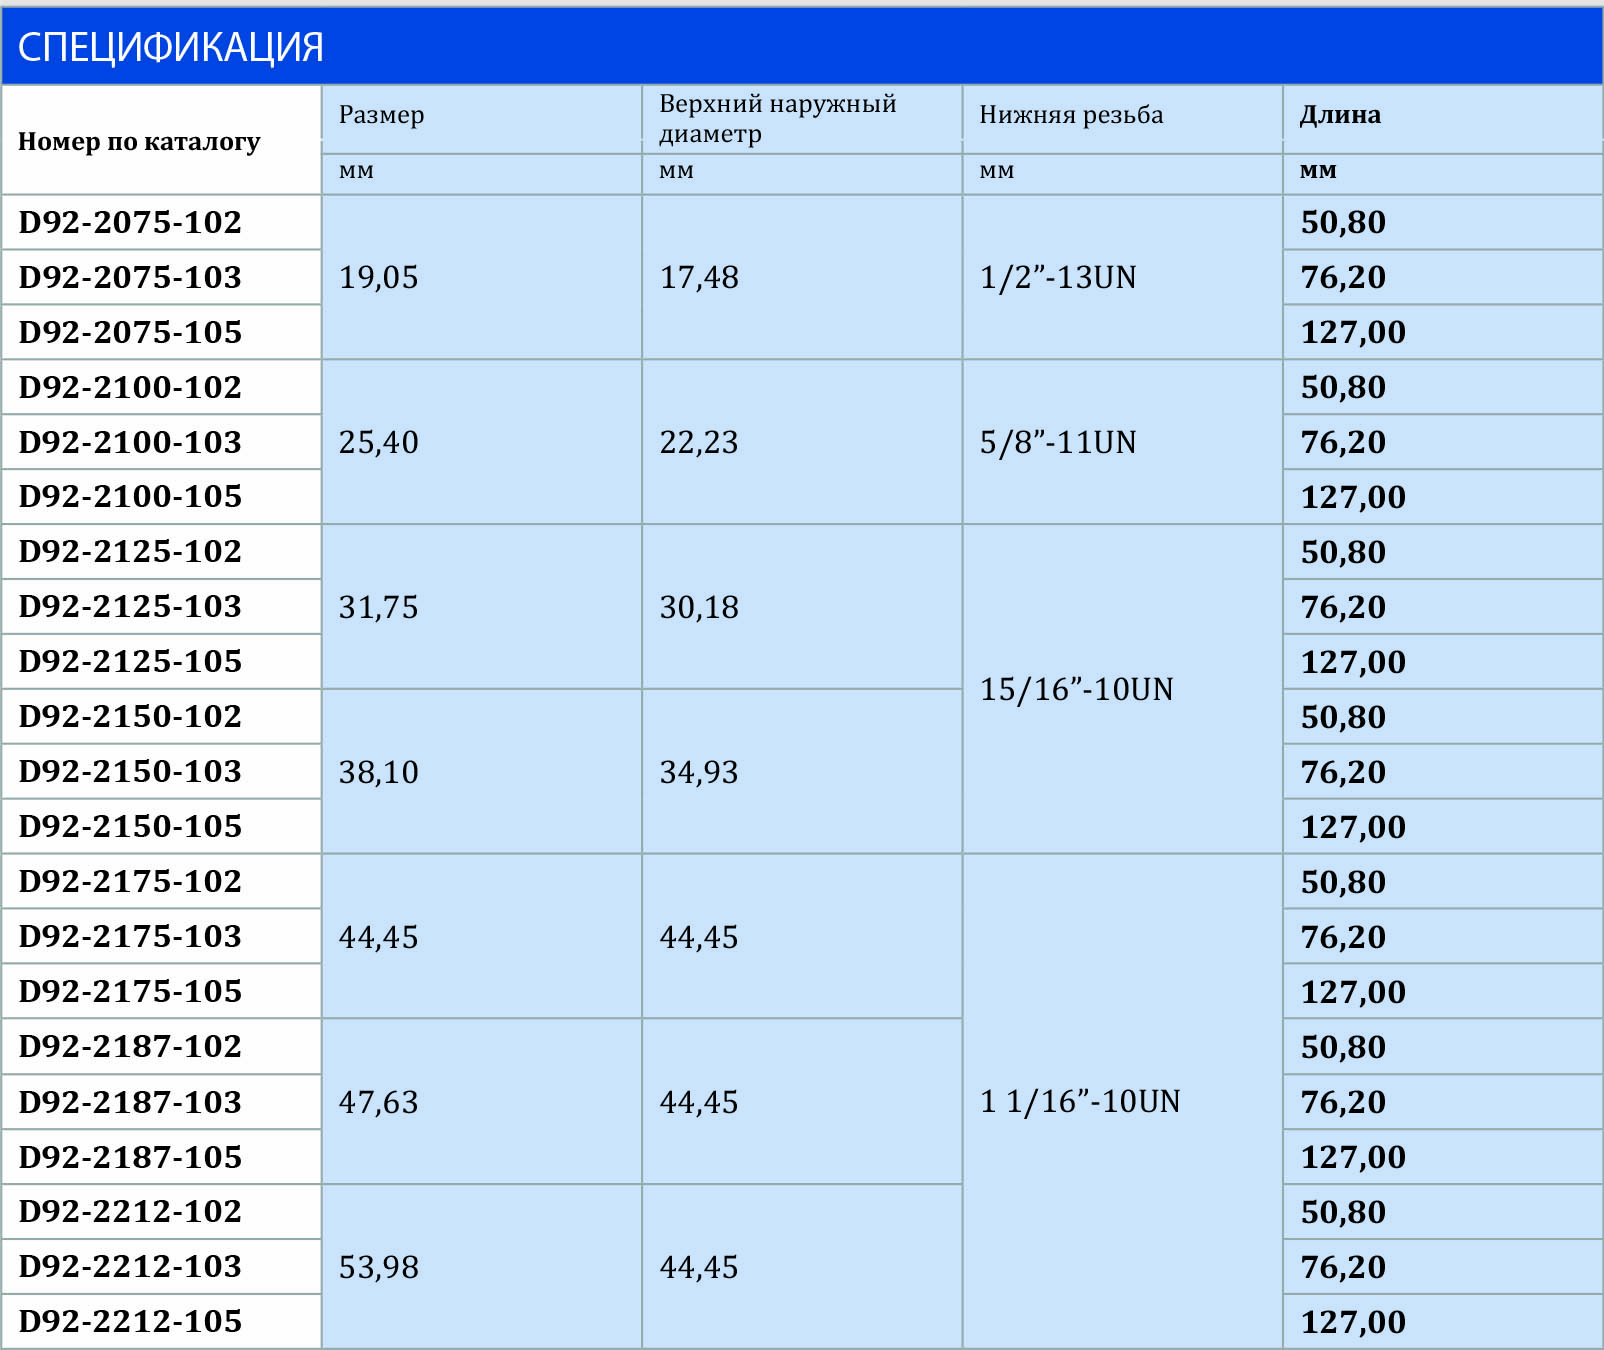 СПЕЦИФИКАЦИЯ
Номер по каталогу
Размер
Верхний наружный
диаметр
Нижняя резьба
Длина
мм
мм
мм
мм
D92-2075-102
50,80
D92-2075-103
19,05
17,48
1/2”-13UN
76,20
D92-2075-105
127,00
D92-2100-102
50,80
D92-2100-103
25,40
22,23
5/8”-11UN
76,20
D92-2100-105
127,00
D92-2125-102
50,80
D92-2125-103
31,75
30,18
76,20
D92-2125-105
127,00
15/16”-10UN
D92-2150-102
50,80
D92-2150-103
38,10
34,93
76,20
D92-2150-105
127,00
D92-2175-102
50,80
D92-2175-103
44,45
44,45
76,20
D92-2175-105
127,00
D92-2187-102
50,80
D92-2187-103
47,63
44,45
1 1/16”-10UN
76,20
D92-2187-105
127,00
D92-2212-102
50,80
D92-2212-103
53,98
44,45
76,20
D92-2212-105
127,00